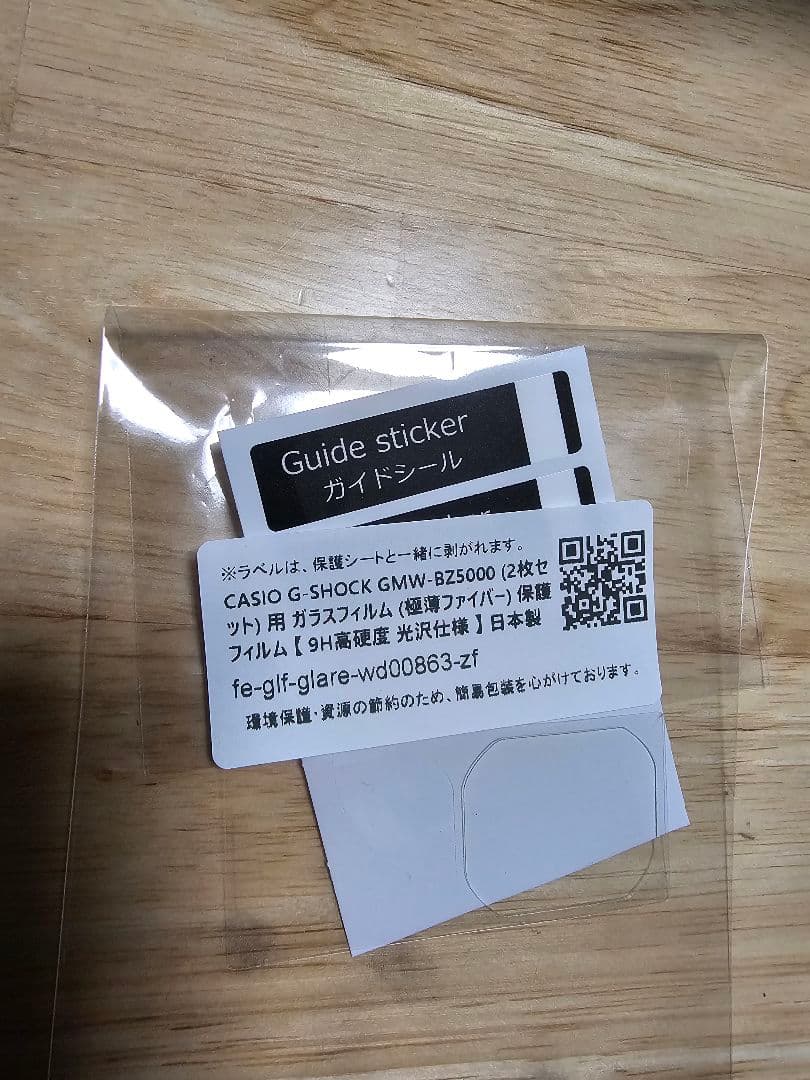 Guide sticker
ガイドシール
※ラベルは、保護シートと一緒に剥がれます。
CASIO G-SHOCK GMW-BZ5000 (2枚セ
ット) 用 ガラスフィルム (極薄ファイバー) 保護
フィルム【 9H高硬度 光沢仕様 】日本製
fe-glf-glare-wd00863-zf
環境保護・資源の節約のため、簡易包装を心がけております。